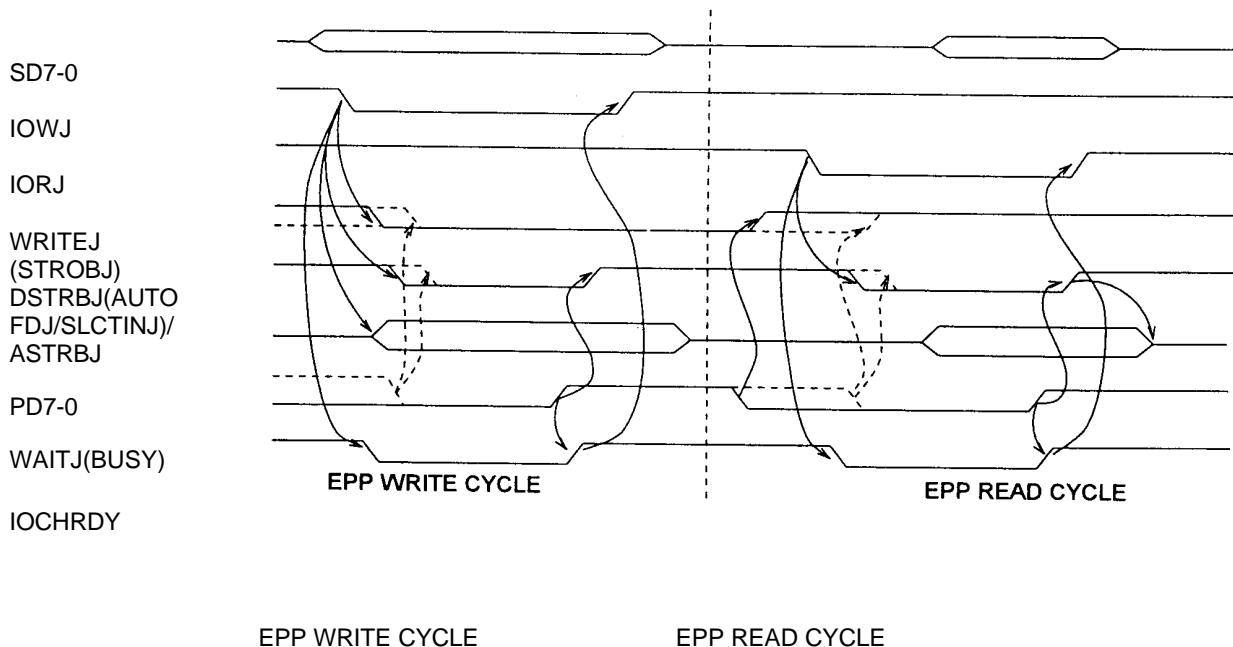 SD7-0
IOWJ
IORJ
WRITEJ
(STROBJ)
DSTRBJ(AUTO
FDJ/SLCTINJ)/
ASTRBJ
PD7-0
WAITJ(BUSY)
EPP WRITE CYCLE
EPP READ CYCLE
IOCHRDY
EPP WRITE CYCLE
EPP READ CYCLE